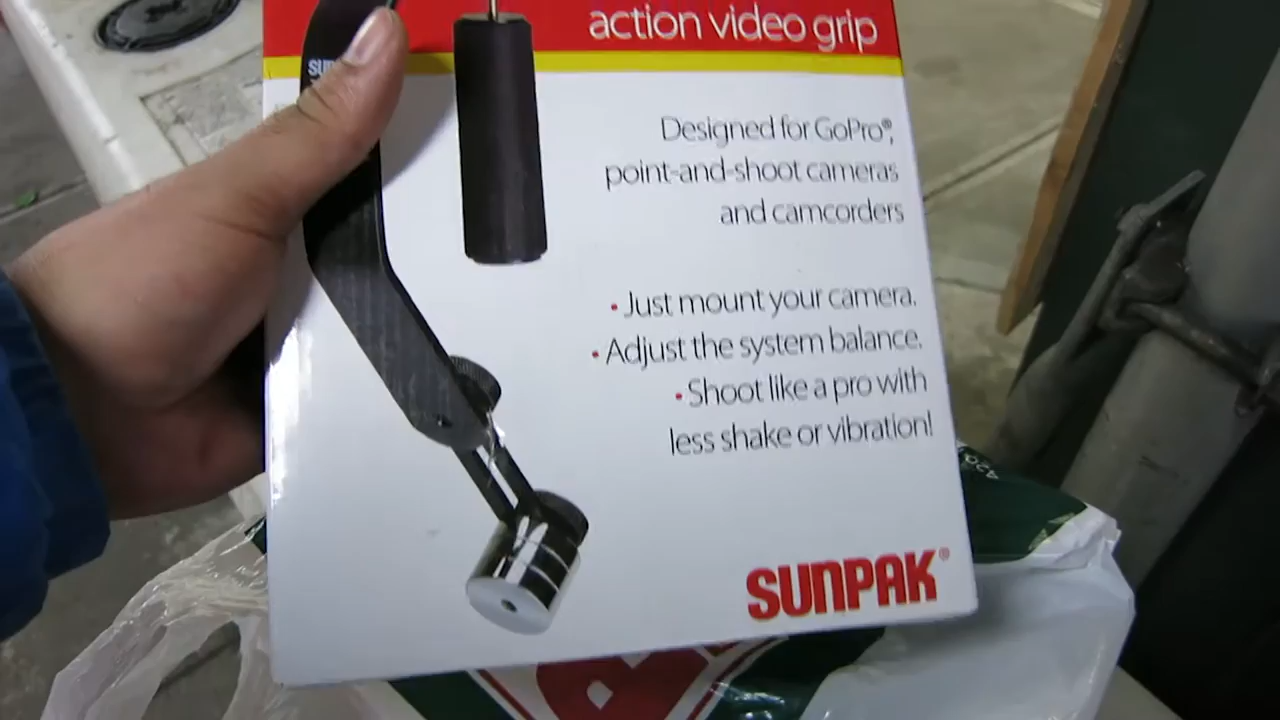 action video grip
SUN
Designed for GoPro®,
point-and-shoot cameras
and camcorders
• Just mount your camera.
• Adjust the system balance.
• Shoot like a pro with
less shake or vibration!
SUNPAK®